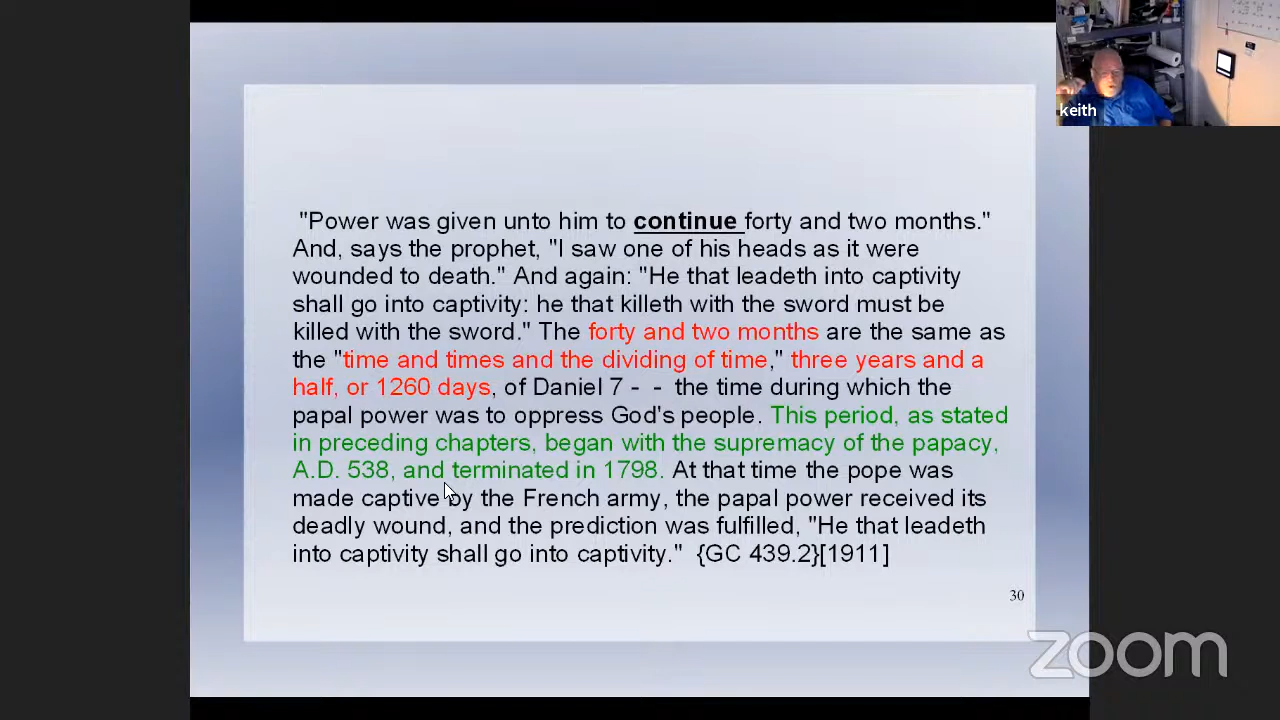 keith
"Power was given unto him to continue forty and two months."
And, says the prophet, "I saw one of his heads as it were
wounded to death." And again: "He that leadeth into captivity
shall go into captivity: he that killeth with the sword must be
killed with the sword." The forty and two months are the same as
the "time and times and the dividing of time," three years and a
half, or 1260 days, of Daniel 7 - - the time during which the
papal power was to oppress God's people. This period, as stated
in preceding chapters, began with the supremacy of the papacy,
A.D. 538, and terminated in 1798. At that time the pope was
made captive by the French army, the papal power received its
deadly wound, and the prediction was fulfilled, "He that leadeth
into captivity shall go into captivity." {GC 439.2}[1911]
30
zoom